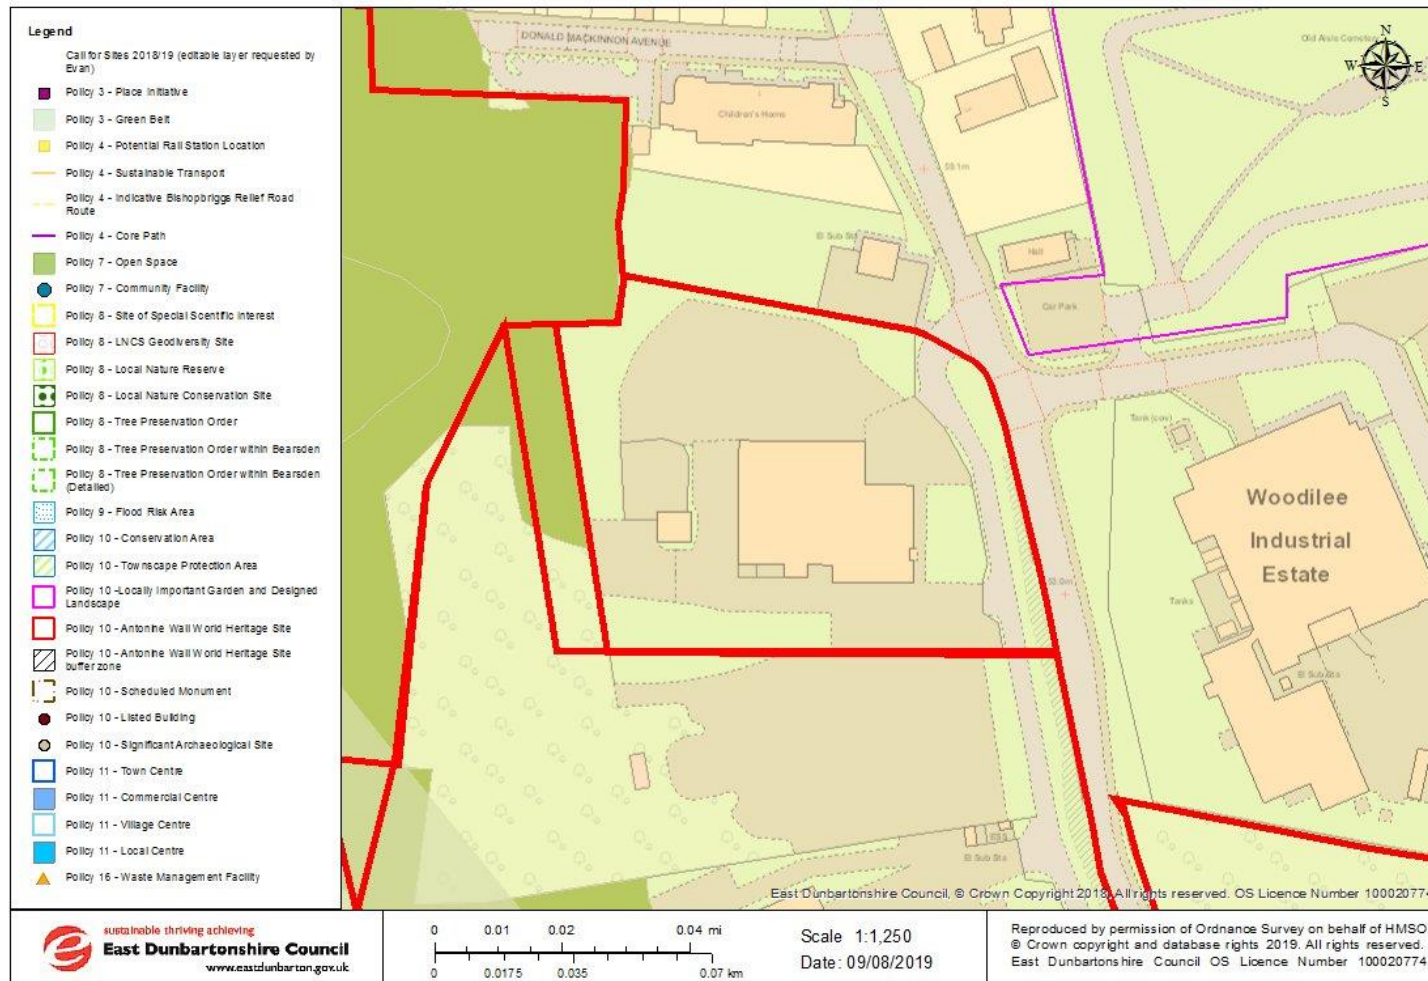 Legend
Call for Sites 2018/19 (editable layer requested by
Evan)
Policy 3 - Place Initiative
Policy 3 - Green Belt
Policy 4 - Potential Rail Station Location
Policy 4 - Sustainable Transport
Policy 4 - Indicative Bishopbriggs Relief Road
Route
Policy 4 - Core Path
Policy 7 - Open Space
Policy 7 - Community Facility
Policy 8 - Site of Special Scentific Interest
Policy 8 - LNCS Geodiversity Site
Policy 8 - Local Nature Reserve
Policy 8 - Local Nature Conservation Site
Policy 8 - Tree Preservation Order
Policy 8 - Tree Preservation Order within Bearsden
Policy 8 - Tree Preservation Order within Bearsden
(Detailed)
Policy 9 - Flood Risk Area
Policy 10 - Conservation Area
Policy 10 - Townscape Protection Area
Policy 10 -Locally Important Garden and Designed
Landscape
Policy 10 - Antonine Wall World Heritage Site
Policy 10 - Antonine Wall World Heritage Site
buffer zone
Policy 10 - Scheduled Monument
Policy 10 - Listed Building
Policy 10 - Significant Archaeological Site
Policy 11 - Town Centre
Policy 11 - Commercial Centre
Policy 11 - Village Centre
Policy 11 - Local Centre
Policy 16 - Waste Management Facility
DONALD MACKINNON AVENUE
Old Aisle Cemetery
N
W E
S
Children's Home
59.1m
El Sub Sta
Hall
Car Park
Tank (cov)
Woodilee
Industrial
Estate
Tanks
El Sub Sta
ESS
El Sub Sta
East Dunbartonshire Council, © Crown Copyright 2018. All rights reserved. OS Licence Number 100020774
sustainable thriving achieving
East Dunbartonshire Council
www.eastdunbarton.gov.uk
0 0.01 0.02 0.04 mi
0 0.0175 0.035 0.07 km
Scale 1:1,250
Date: 09/08/2019
Reproduced by permission of Ordnance Survey on behalf of HMSO.
© Crown copyright and database rights 2019. All rights reserved.
East Dunbartonshire Council OS Licence Number 100020774